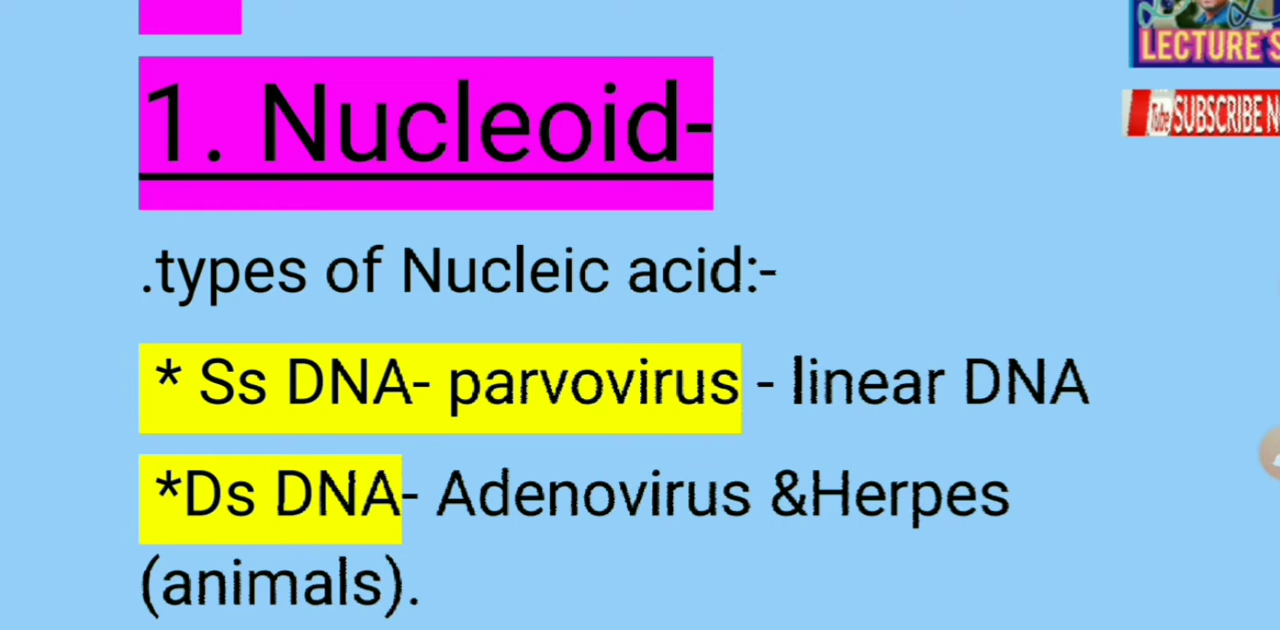 LECTURE'S
SUBSCRIBE N
1. Nucleoid-
.types of Nucleic acid:-
* Ss DNA- parvovirus - linear DNA
*Ds DNA- Adenovirus &Herpes
(animals).